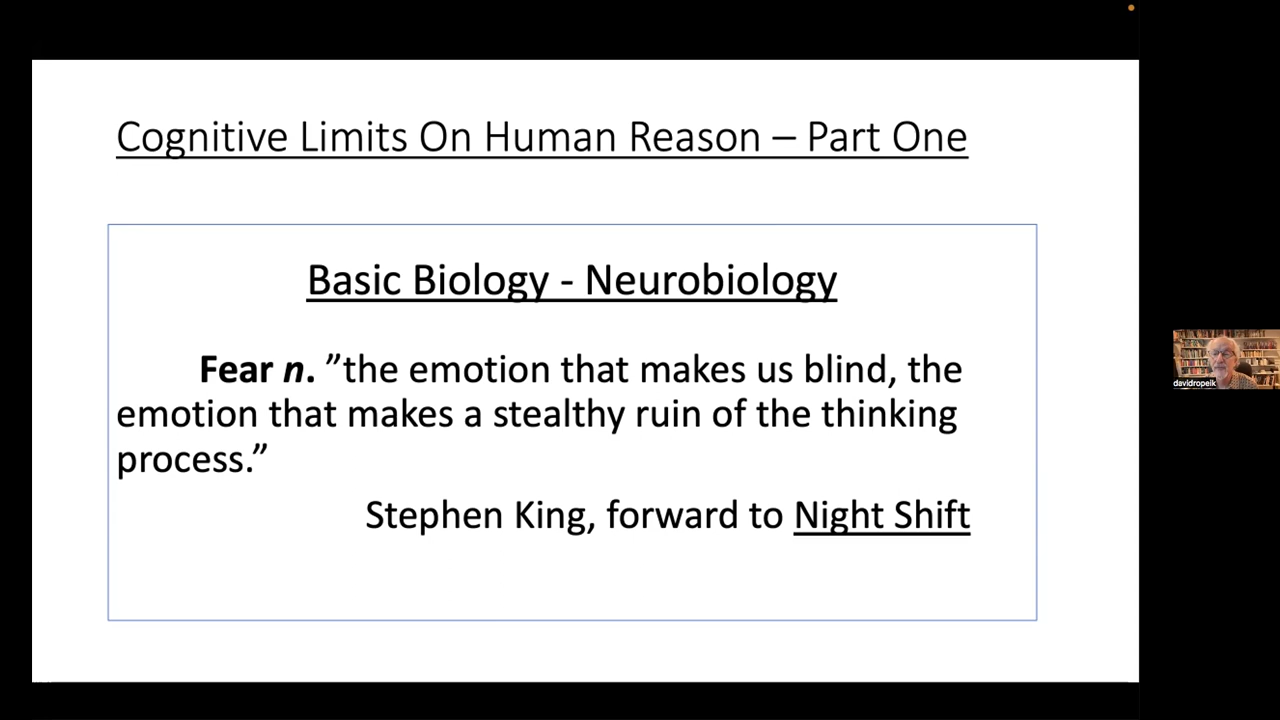 Cognitive Limits On Human Reason – Part One
Basic Biology - Neurobiology
Fear n. ”the emotion that makes us blind, the
emotion that makes a stealthy ruin of the thinking
process.”
Stephen King, forward to Night Shift
davidropeik